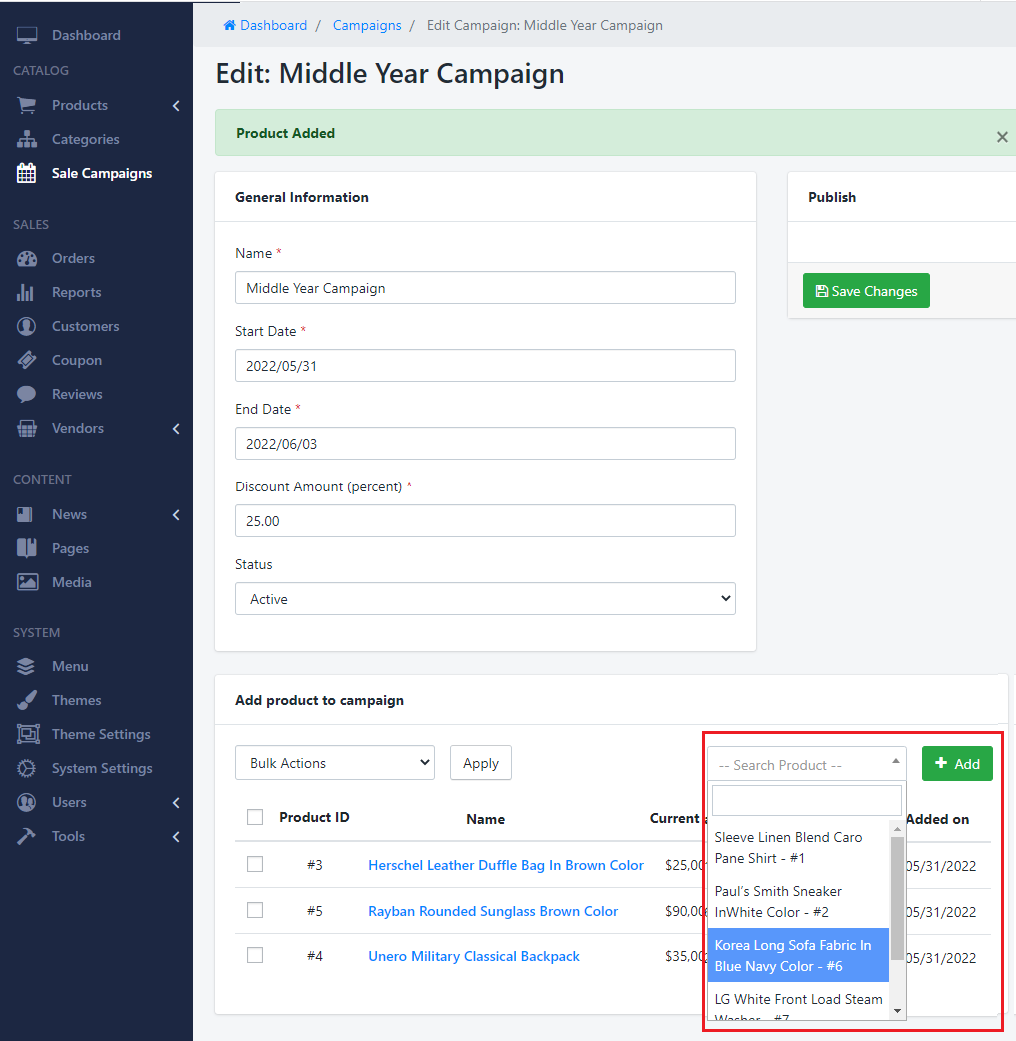 Dashboard
CATALOG
Products
Categories
Sale Campaigns
SALES
Orders
Reports
Customers
Coupon
Reviews
Vendors
CONTENT
News
Pages
Media
SYSTEM
Menu
Themes
Theme Settings
System Settings
Users
Tools
Dashboard / Campaigns / Edit Campaign: Middle Year Campaign
Edit: Middle Year Campaign
Product Added ×
General Information
Name *
Middle Year Campaign
Start Date *
2022/05/31
End Date *
2022/06/03
Discount Amount (percent) *
25.00
Status
Active
Publish
Save Changes
Add product to campaign
Bulk Actions Apply -- Search Product -- + Add
Product ID Name Current Added on
#3 Herschel Leather Duffle Bag In Brown Color $25,00 05/31/2022
#5 Rayban Rounded Sunglass Brown Color $90,00 05/31/2022
#4 Unero Military Classical Backpack $35,00 05/31/2022
Sleeve Linen Blend Caro
Pane Shirt - #1
Paul's Smith Sneaker
InWhite Color - #2
Korea Long Sofa Fabric In
Blue Navy Color - #6
LG White Front Load Steam
Washer - #7